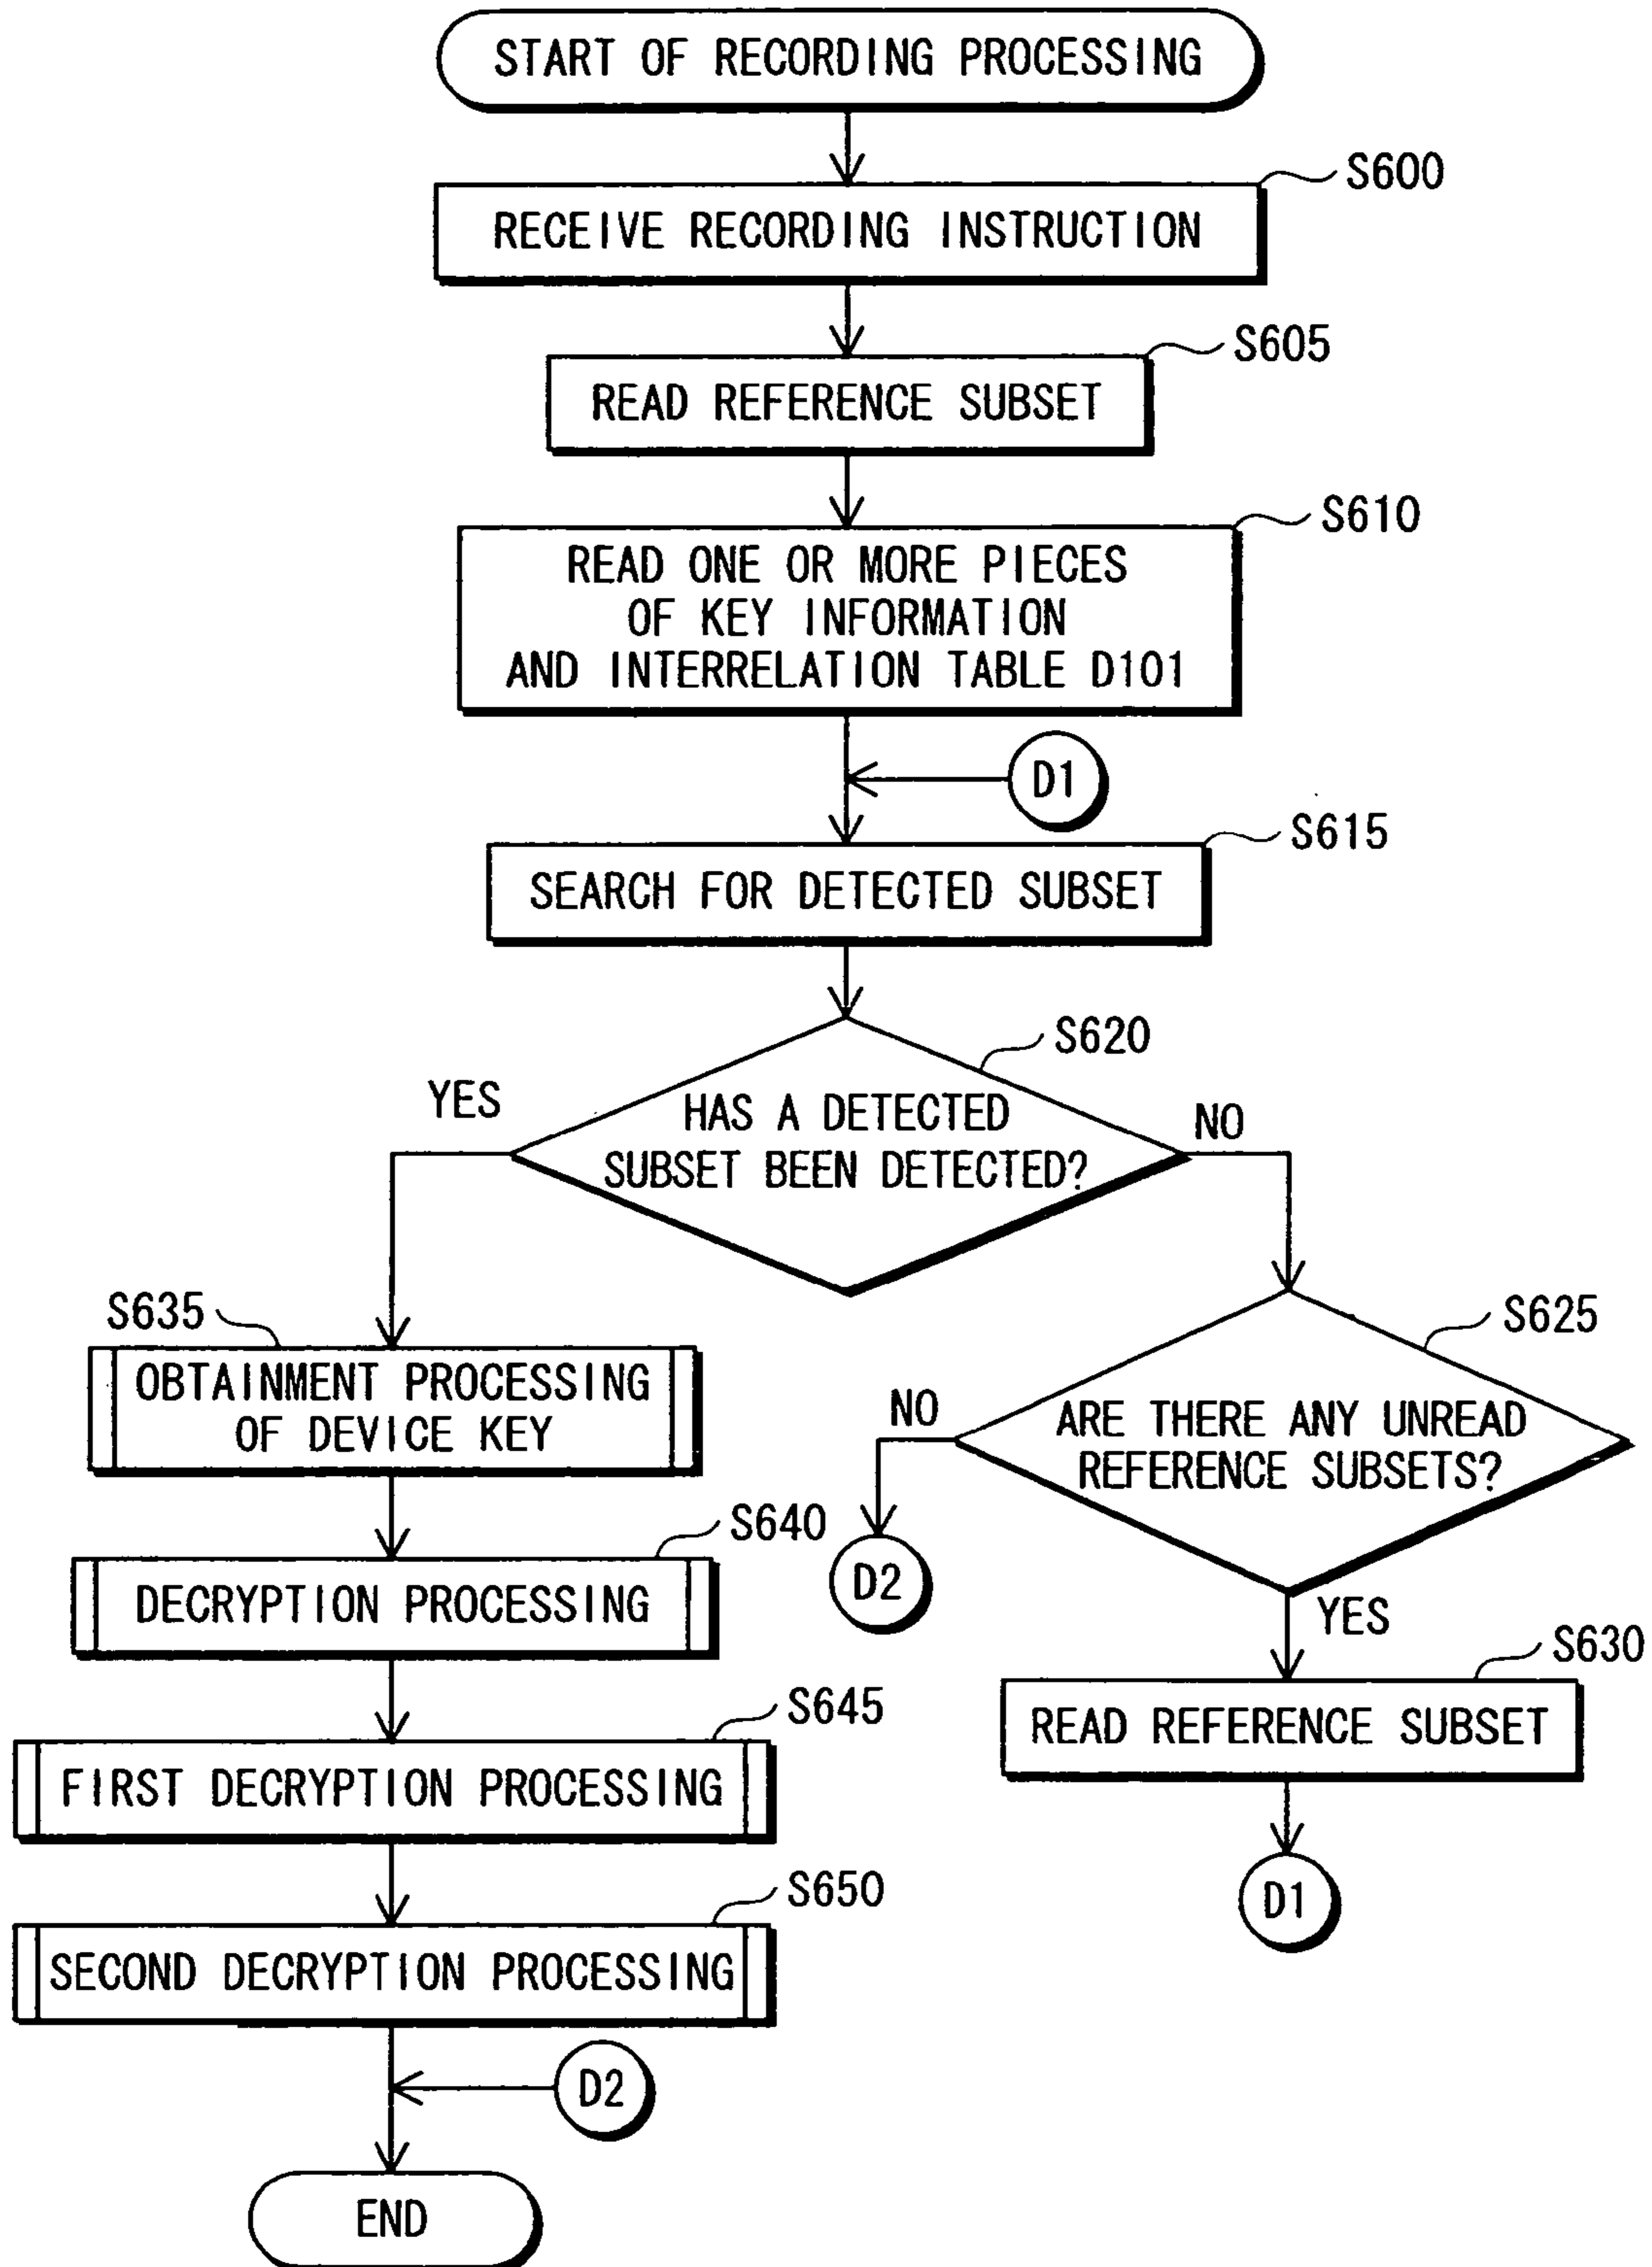 START OF RECORDING PROCESSING
S600
RECEIVE RECORDING INSTRUCTION
S605
READ REFERENCE SUBSET
S610
READ ONE OR MORE PIECES
OF KEY INFORMATION
AND INTERRELATION TABLE D101
D1
S615
SEARCH FOR DETECTED SUBSET
S620
YES
HAS A DETECTED
SUBSET BEEN DETECTED?
NO
S635
OBTAINMENT PROCESSING
OF DEVICE KEY
S625
NO
ARE THERE ANY UNREAD
REFERENCE SUBSETS?
D2
YES
S640
DECRYPTION PROCESSING
S630
READ REFERENCE SUBSET
S645
FIRST DECRYPTION PROCESSING
D1
S650
SECOND DECRYPTION PROCESSING
D2
END